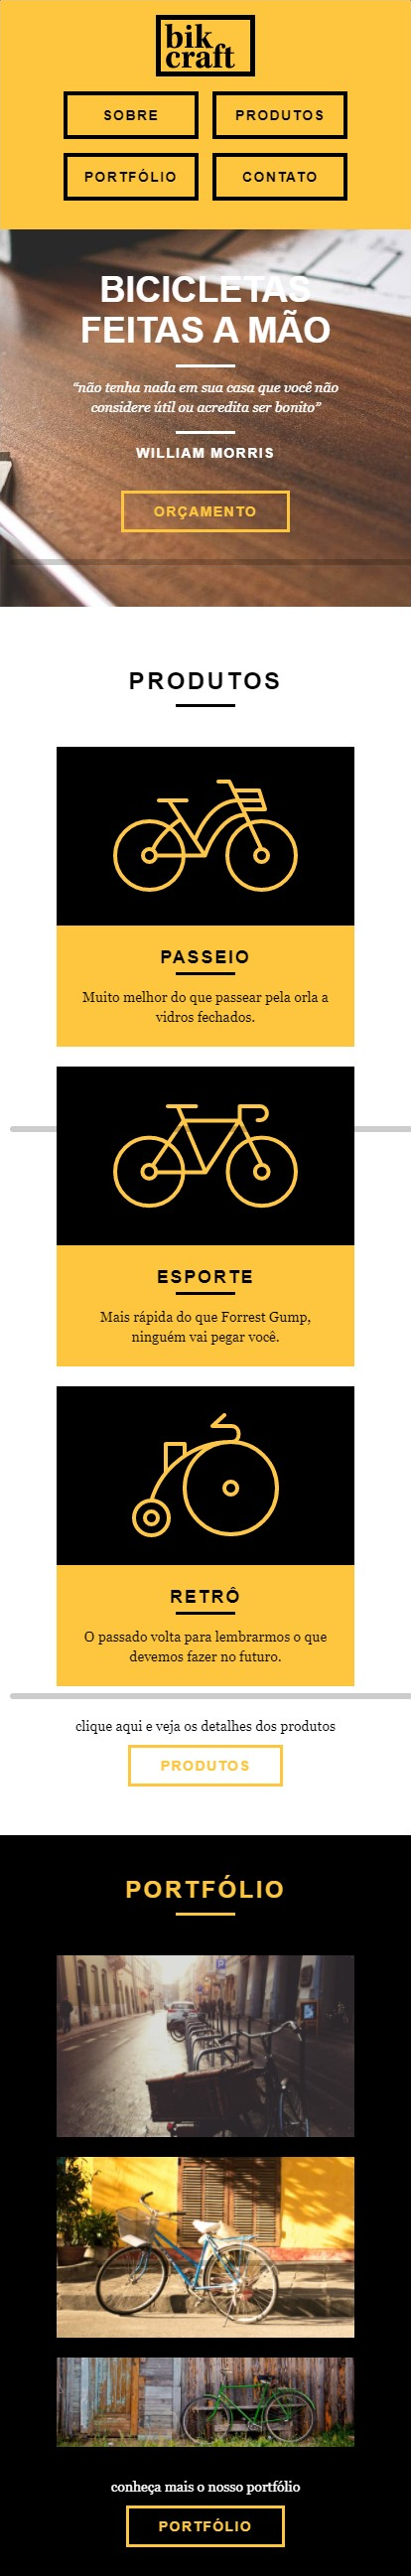 bik
craft
SOBRE
PRODUTOS
PORTFÓLIO
CONTATO
BICICLETAS
FEITAS A MÃO
“não tenha nada em sua casa que você não
considere útil ou acredita ser bonito”
WILLIAM MORRIS
ORÇAMENTO
PRODUTOS
PASSEIO
Muito melhor do que passear pela orla a
vidros fechados.
ESPORTE
Mais rápida do que Forrest Gump,
ninguém vai pegar você.
RETRÔ
O passado volta para lembrarmos o que
devemos fazer no futuro.
clique aqui e veja os detalhes dos produtos
PRODUTOS
PORTFÓLIO
conheça mais o nosso portfólio
PORTFÓLIO